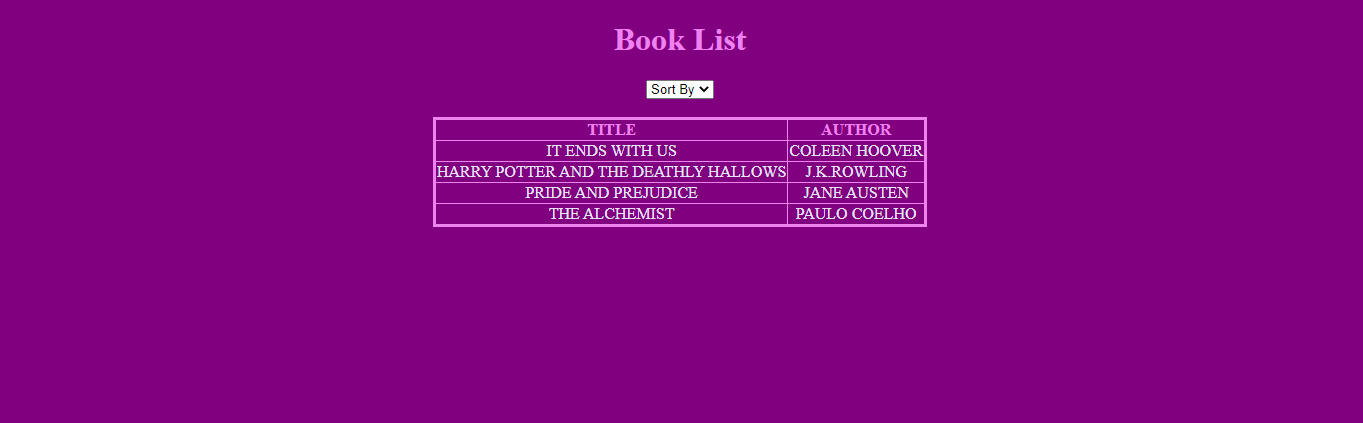 Book List
Sort By
TITLE AUTHOR
IT ENDS WITH US COLEEN HOOVER
HARRY POTTER AND THE DEATHLY HALLOWS J.K.ROWLING
PRIDE AND PREJUDICE JANE AUSTEN
THE ALCHEMIST PAULO COELHO